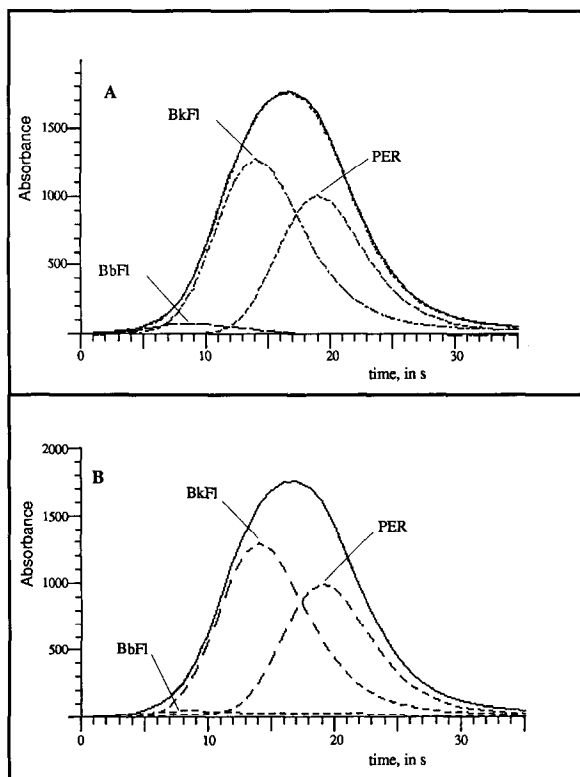 A
BkFl
PER
BbFl
Absorbance
1500
1000
500
0
10
20
30
time, in s
B
BkFl
PER
BbFl
Absorbance
2000
1500
1000
500
0
10
20
30
time, in s